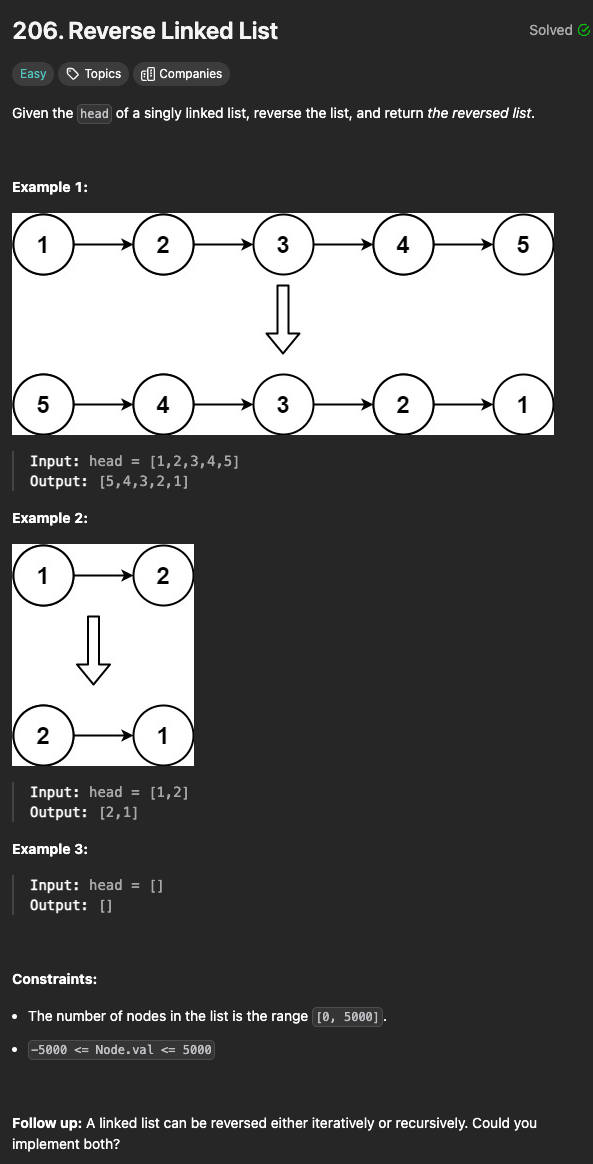 206. Reverse Linked List
Solved
Easy
Topics
Companies
Given the head of a singly linked list, reverse the list, and return the reversed list.
Example 1:
1 2 3 4 5
5 4 3 2 1
Input: head = [1,2,3,4,5]
Output: [5,4,3,2,1]
Example 2:
1 2
2 1
Input: head = [1,2]
Output: [2,1]
Example 3:
Input: head = []
Output: []
Constraints:
• The number of nodes in the list is the range [0, 5000].
• -5000 <= Node.val <= 5000
Follow up: A linked list can be reversed either iteratively or recursively. Could you
implement both?